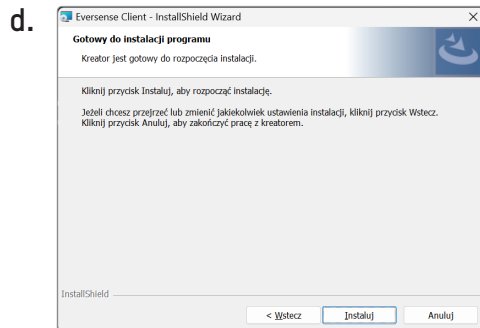 d.
Eversense Client - InstallShield Wizard
Gotowy do instalacji programu
Kreator jest gotowy do rozpoczęcia instalacji.
Kliknij przycisk Instaluj, aby rozpocząć instalację.
Jeżeli chcesz przejrzeć lub zmienić jakiekolwiek ustawienia instalacji, kliknij przycisk Wstecz.
Kliknij przycisk Anuluj, aby zakończyć pracę z kreatorem.
InstallShield
< Wstecz
Instaluj
Anuluj